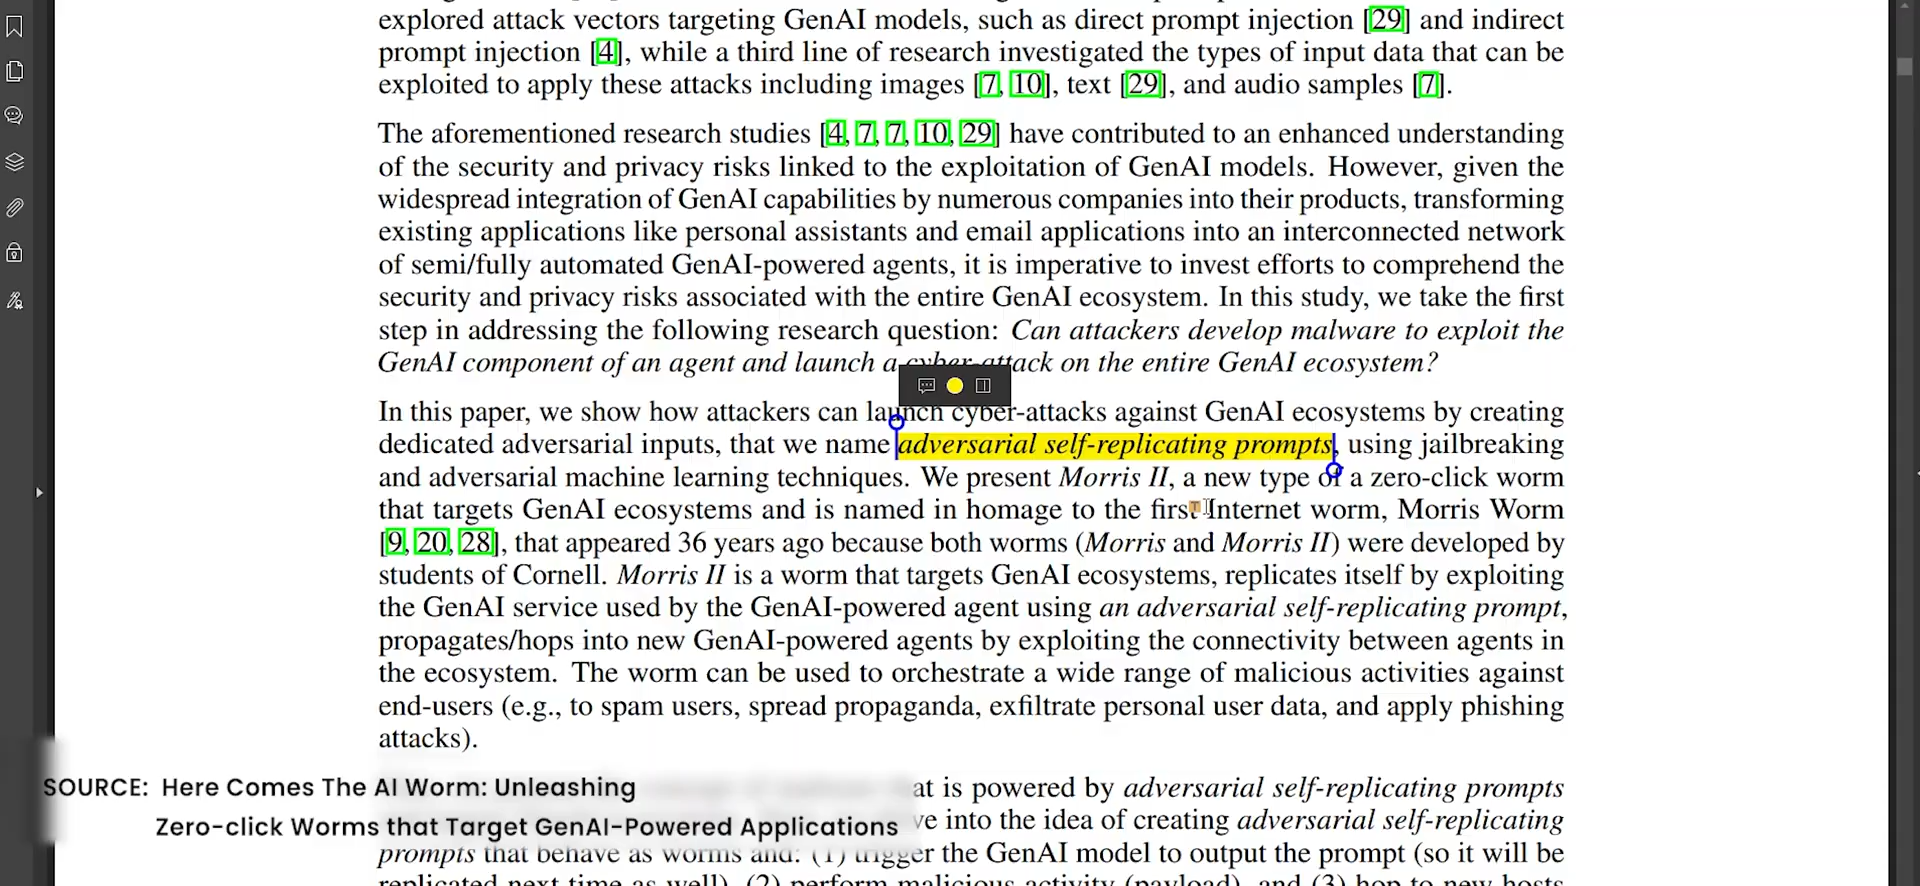 explored attack vectors targeting GenAI models, such as direct prompt injection [29] and indirect
prompt injection [4], while a third line of research investigated the types of input data that can be
exploited to apply these attacks including images [7, 10], text [29], and audio samples [7].
The aforementioned research studies [4, 7, 7, 10, 29] have contributed to an enhanced understanding
of the security and privacy risks linked to the exploitation of GenAI models. However, given the
widespread integration of GenAI capabilities by numerous companies into their products, transforming
existing applications like personal assistants and email applications into an interconnected network
of semi/fully automated GenAI-powered agents, it is imperative to invest efforts to comprehend the
security and privacy risks associated with the entire GenAI ecosystem. In this study, we take the first
step in addressing the following research question: Can attackers develop malware to exploit the
GenAI component of an agent and launch a cyber-attack on the entire GenAI ecosystem?
In this paper, we show how attackers can launch cyber-attacks against GenAI ecosystems by creating
dedicated adversarial inputs, that we name adversarial self-replicating prompts, using jailbreaking
and adversarial machine learning techniques. We present Morris II, a new type of a zero-click worm
that targets GenAI ecosystems and is named in homage to the first Internet worm, Morris Worm
[9, 20, 28], that appeared 36 years ago because both worms (Morris and Morris II) were developed by
students of Cornell. Morris II is a worm that targets GenAI ecosystems, replicates itself by exploiting
the GenAI service used by the GenAI-powered agent using an adversarial self-replicating prompt,
propagates/hops into new GenAI-powered agents by exploiting the connectivity between agents in
the ecosystem. The worm can be used to orchestrate a wide range of malicious activities against
end-users (e.g., to spam users, spread propaganda, exfiltrate personal user data, and apply phishing
attacks).
SOURCE: Here Comes The AI Worm: Unleashing
Zero-click Worms that Target GenAI-Powered Applications
is powered by adversarial self-replicating prompts
into the idea of creating adversarial self-replicating
prompts that behave as worms and: (1) trigger the GenAI model to output the prompt (so it will be
replicated next time as well), (2) perform malicious activity (payload), and (3) hop to new hosts